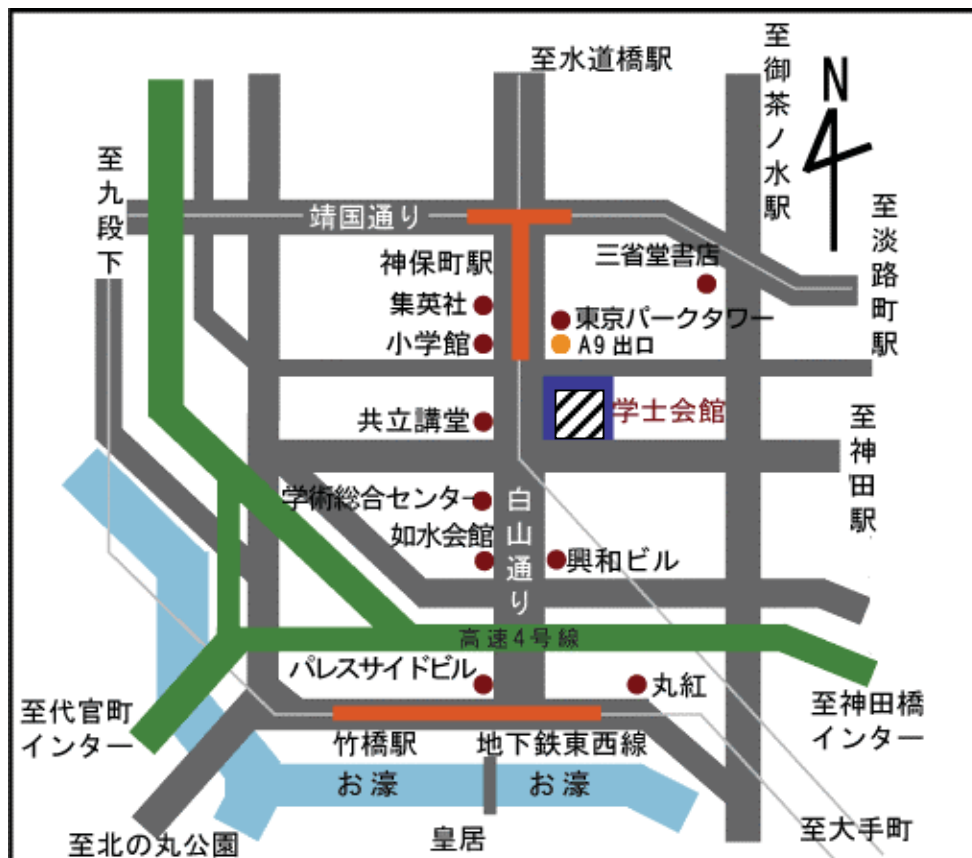 至水道橋駅
至御茶ノ水駅
N
至九段下
靖国通り
至淡路町駅
神保町駅
三省堂書店
集英社
東京パークタワー
小学館
A9出口
学士会館
共立講堂
至神田駅
学術総合センター
白山通り
如水会館
興和ビル
高速4号線
パレスサイドビル
丸紅
至代官町
インター
至神田橋
インター
竹橋駅
地下鉄東西線
お濠
お濠
皇居
至大手町
至北の丸公園